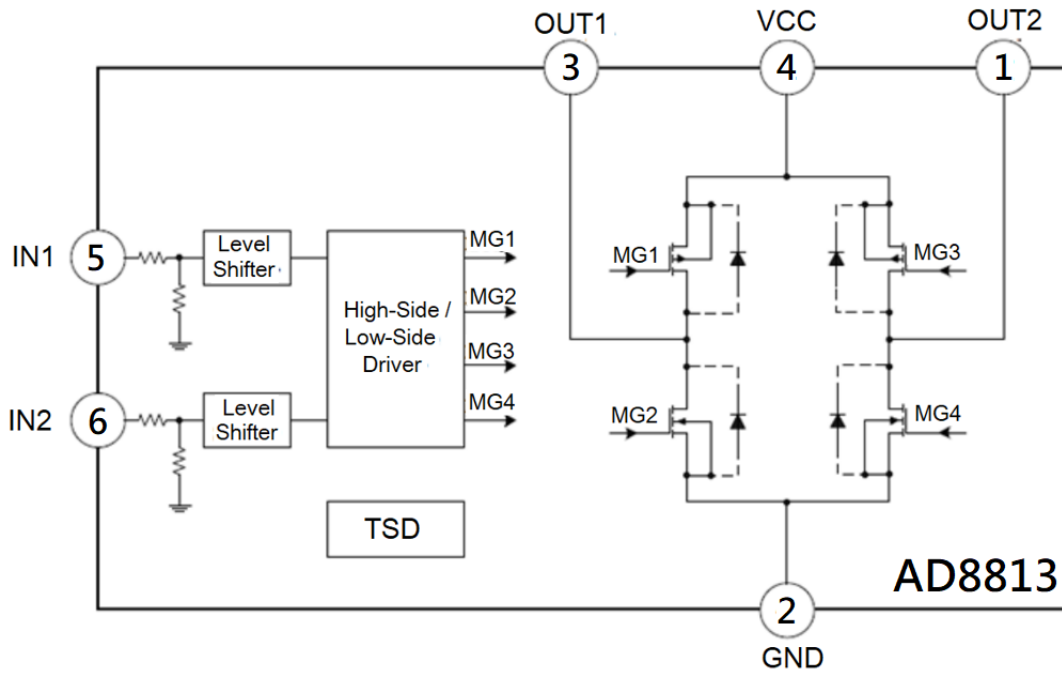 OUT1
VCC
OUT2
3
4
1
IN1
5
Level
Shifter
MG1
MG2
MG3
MG4
High-Side /
Low-Side
Driver
IN2
6
Level
Shifter
TSD
MG1
MG3
MG2
MG4
AD8813
2
GND